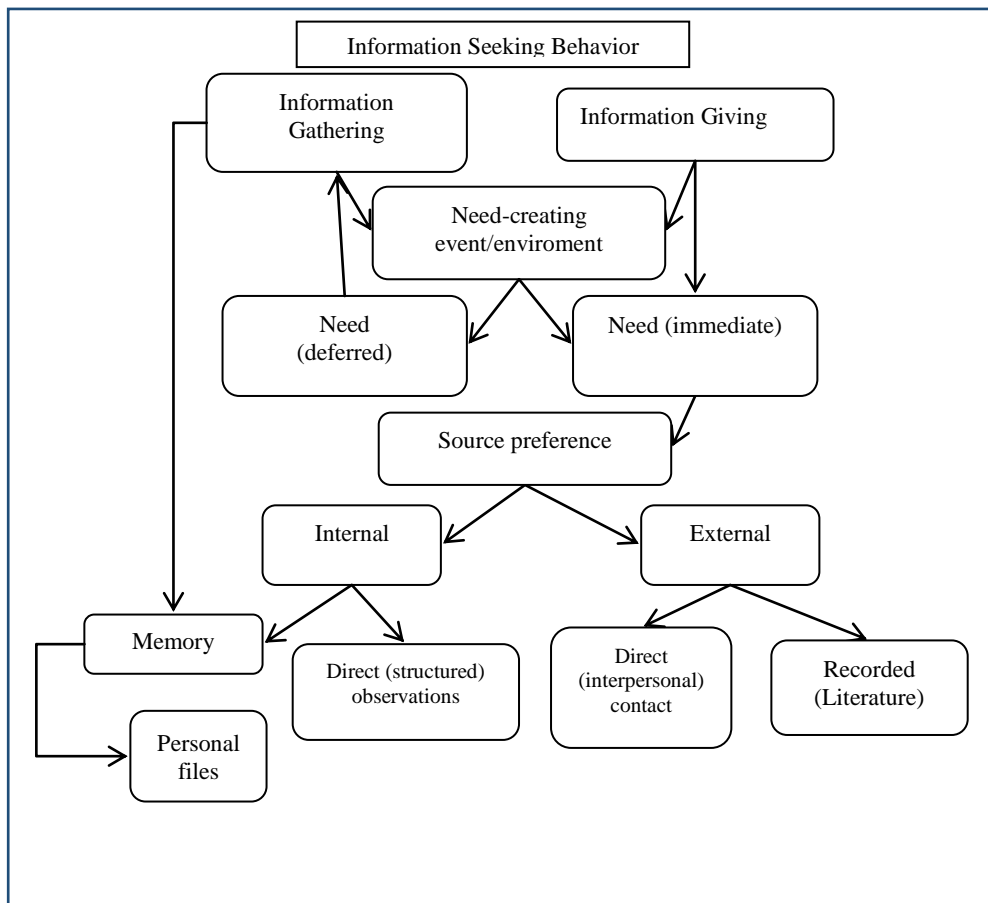 Information Seeking Behavior
Information
Gathering
Information Giving
Need-creating
event/enviroment
Need
(deferred)
Need (immediate)
Source preference
Internal
External
Memory
Direct (structured)
observations
Direct
(interpersonal)
contact
Recorded
(Literature)
Personal
files